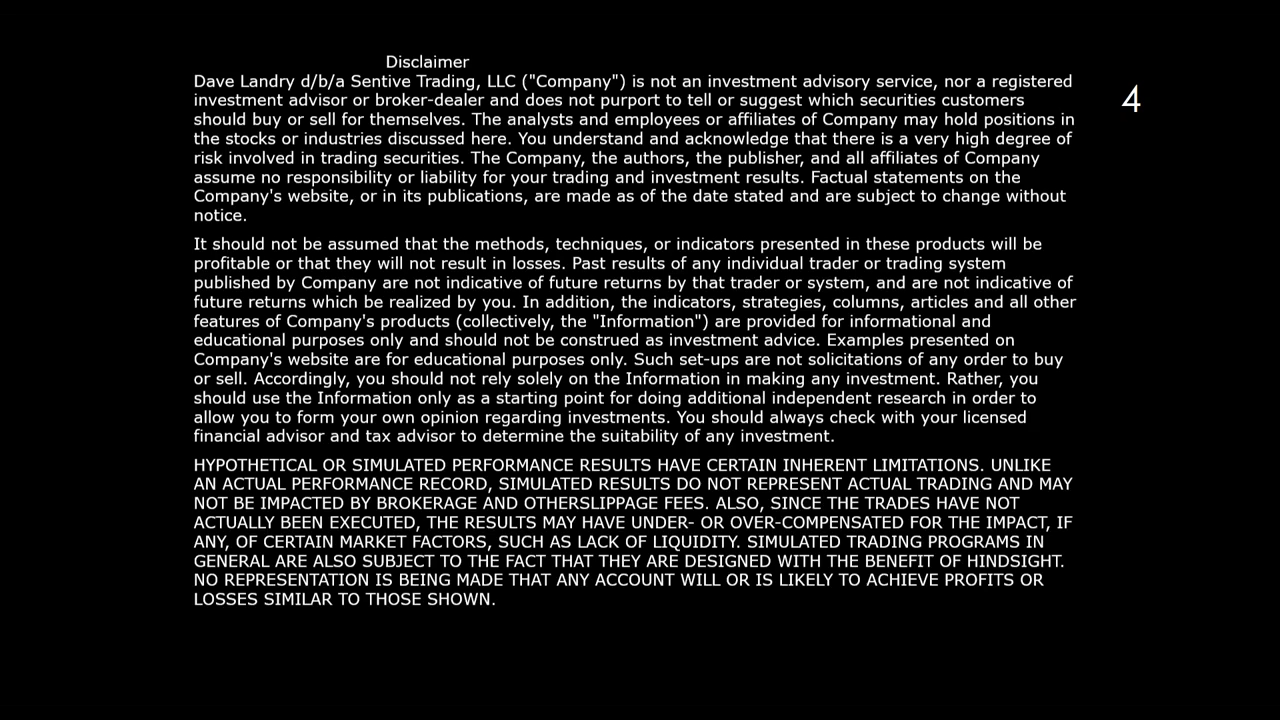 Disclaimer
Dave Landry d/b/a Sentive Trading, LLC ("Company") is not an investment advisory service, nor a registered
investment advisor or broker-dealer and does not purport to tell or suggest which securities customers
should buy or sell for themselves. The analysts and employees or affiliates of Company may hold positions in
the stocks or industries discussed here. You understand and acknowledge that there is a very high degree of
risk involved in trading securities. The Company, the authors, the publisher, and all affiliates of Company
assume no responsibility or liability for your trading and investment results. Factual statements on the
Company's website, or in its publications, are made as of the date stated and are subject to change without
notice.
It should not be assumed that the methods, techniques, or indicators presented in these products will be
profitable or that they will not result in losses. Past results of any individual trader or trading system
published by Company are not indicative of future returns by that trader or system, and are not indicative of
future returns which be realized by you. In addition, the indicators, strategies, columns, articles and all other
features of Company's products (collectively, the "Information") are provided for informational and
educational purposes only and should not be construed as investment advice. Examples presented on
Company's website are for educational purposes only. Such set-ups are not solicitations of any order to buy
or sell. Accordingly, you should not rely solely on the Information in making any investment. Rather, you
should use the Information only as a starting point for doing additional independent research in order to
allow you to form your own opinion regarding investments. You should always check with your licensed
financial advisor and tax advisor to determine the suitability of any investment.
HYPOTHETICAL OR SIMULATED PERFORMANCE RESULTS HAVE CERTAIN INHERENT LIMITATIONS. UNLIKE
AN ACTUAL PERFORMANCE RECORD, SIMULATED RESULTS DO NOT REPRESENT ACTUAL TRADING AND MAY
NOT BE IMPACTED BY BROKERAGE AND OTHERSLIPPAGE FEES. ALSO, SINCE THE TRADES HAVE NOT
ACTUALLY BEEN EXECUTED, THE RESULTS MAY HAVE UNDER- OR OVER-COMPENSATED FOR THE IMPACT, IF
ANY, OF CERTAIN MARKET FACTORS, SUCH AS LACK OF LIQUIDITY. SIMULATED TRADING PROGRAMS IN
GENERAL ARE ALSO SUBJECT TO THE FACT THAT THEY ARE DESIGNED WITH THE BENEFIT OF HINDSIGHT.
NO REPRESENTATION IS BEING MADE THAT ANY ACCOUNT WILL OR IS LIKELY TO ACHIEVE PROFITS OR
LOSSES SIMILAR TO THOSE SHOWN.
4